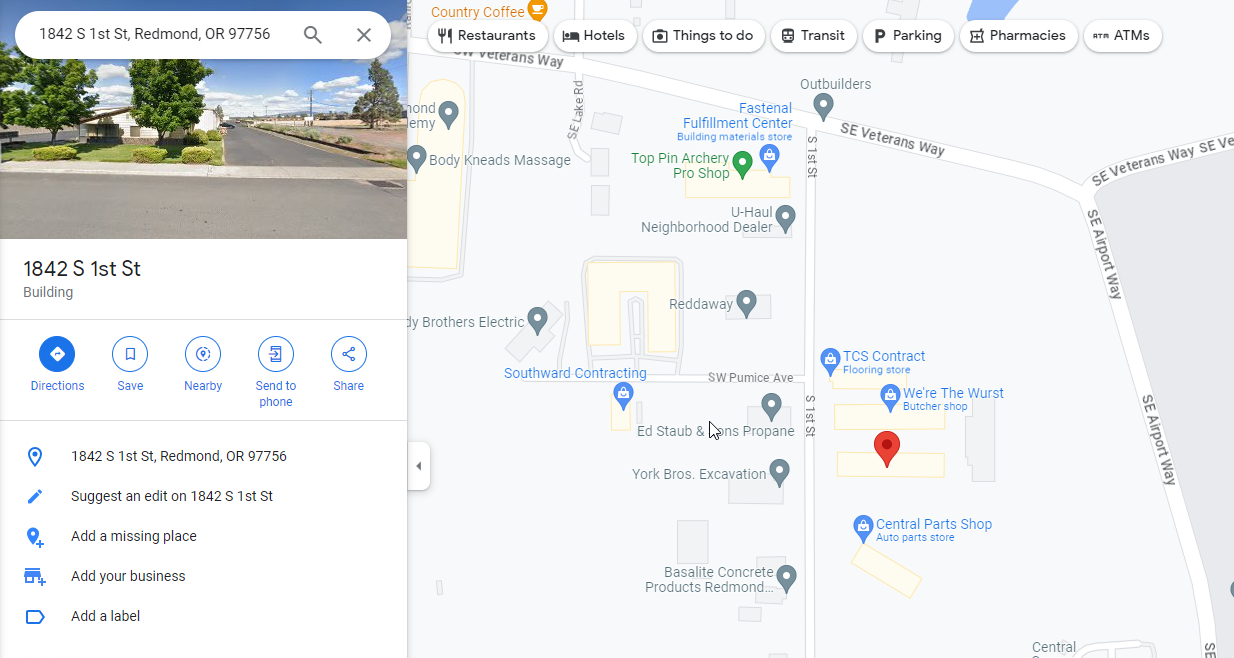 1842 S 1st St, Redmond, OR 97756
1842 S 1st St
Building
Directions
Save
Nearby
Send to
phone
Share
1842 S 1st St, Redmond, OR 97756
Suggest an edit on 1842 S 1st St
Add a missing place
Add your business
Add a label
Country Coffee
Restaurants
Hotels
Things to do
Transit
Parking
Pharmacies
ATM
ATMs
SW Veterans Way
SE Lake Rd
Outbuilders
Fastenal
Fulfillment Center
Building materials store
SE Veterans Way
SE Veterans Way
SE Ve
mond
demy
Body Kneads Massage
Top Pin Archery
Pro Shop
S 1st St
U-Haul
Neighborhood Dealer
SE Airport Way
Reddaway
dy Brothers Electric
TCS Contract
Flooring store
Southward Contracting
SW Pumice Ave
We're The Wurst
Butcher shop
S 1st St
Ed Staub & ons Propane
SE Airport Way
York Bros. Excavation
Central Parts Shop
Auto parts store
Basalite Concrete
Products Redmond...
Central
SE